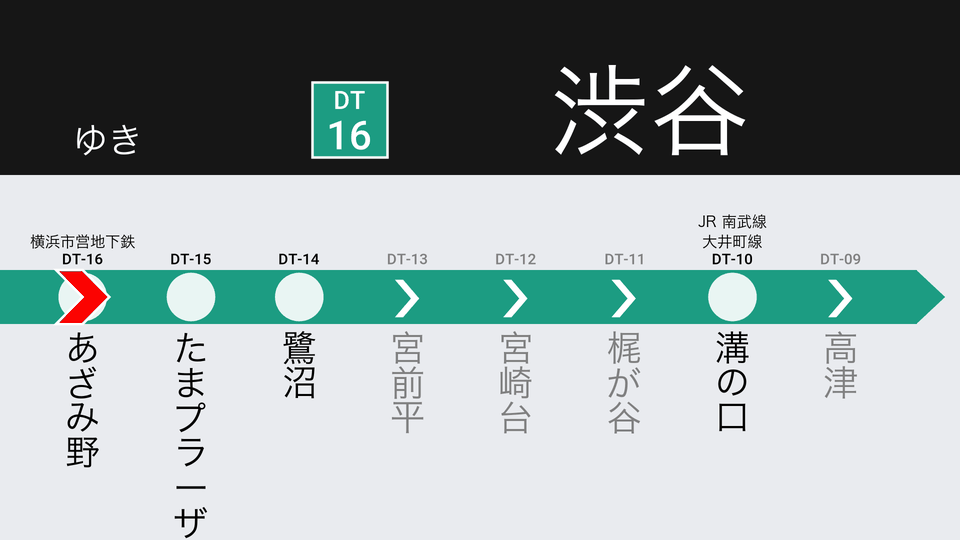 ゆき
DT
16
渋谷
横浜市営地下鉄
DT-16
あざみ野
DT-15
たまプラーザ
DT-14
鷺沼
DT-13
宮前平
DT-12
宮崎台
DT-11
梶が谷
JR 南武線
大井町線
DT-10
溝の口
DT-09
高津